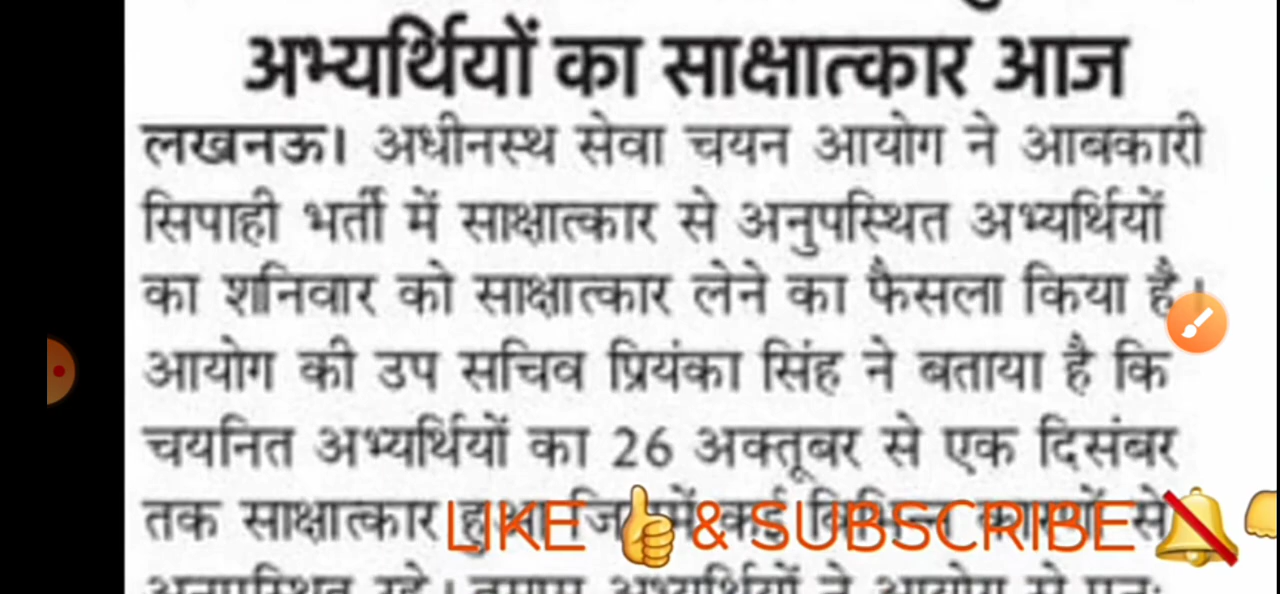 अभ्यर्थियों का साक्षात्कार आज
लखनऊ। अधीनस्थ सेवा चयन आयोग ने आबकारी
सिपाही भर्ती में साक्षात्कार से अनुपस्थित अभ्यर्थियों
का शनिवार को साक्षात्कार लेने का फैसला किया है।
आयोग की उप सचिव प्रियंका सिंह ने बताया है कि
चयनित अभ्यर्थियों का 26 अक्तूबर से एक दिसंबर
तक साक्षात्कार से
LIKE & SUBSCRIBE